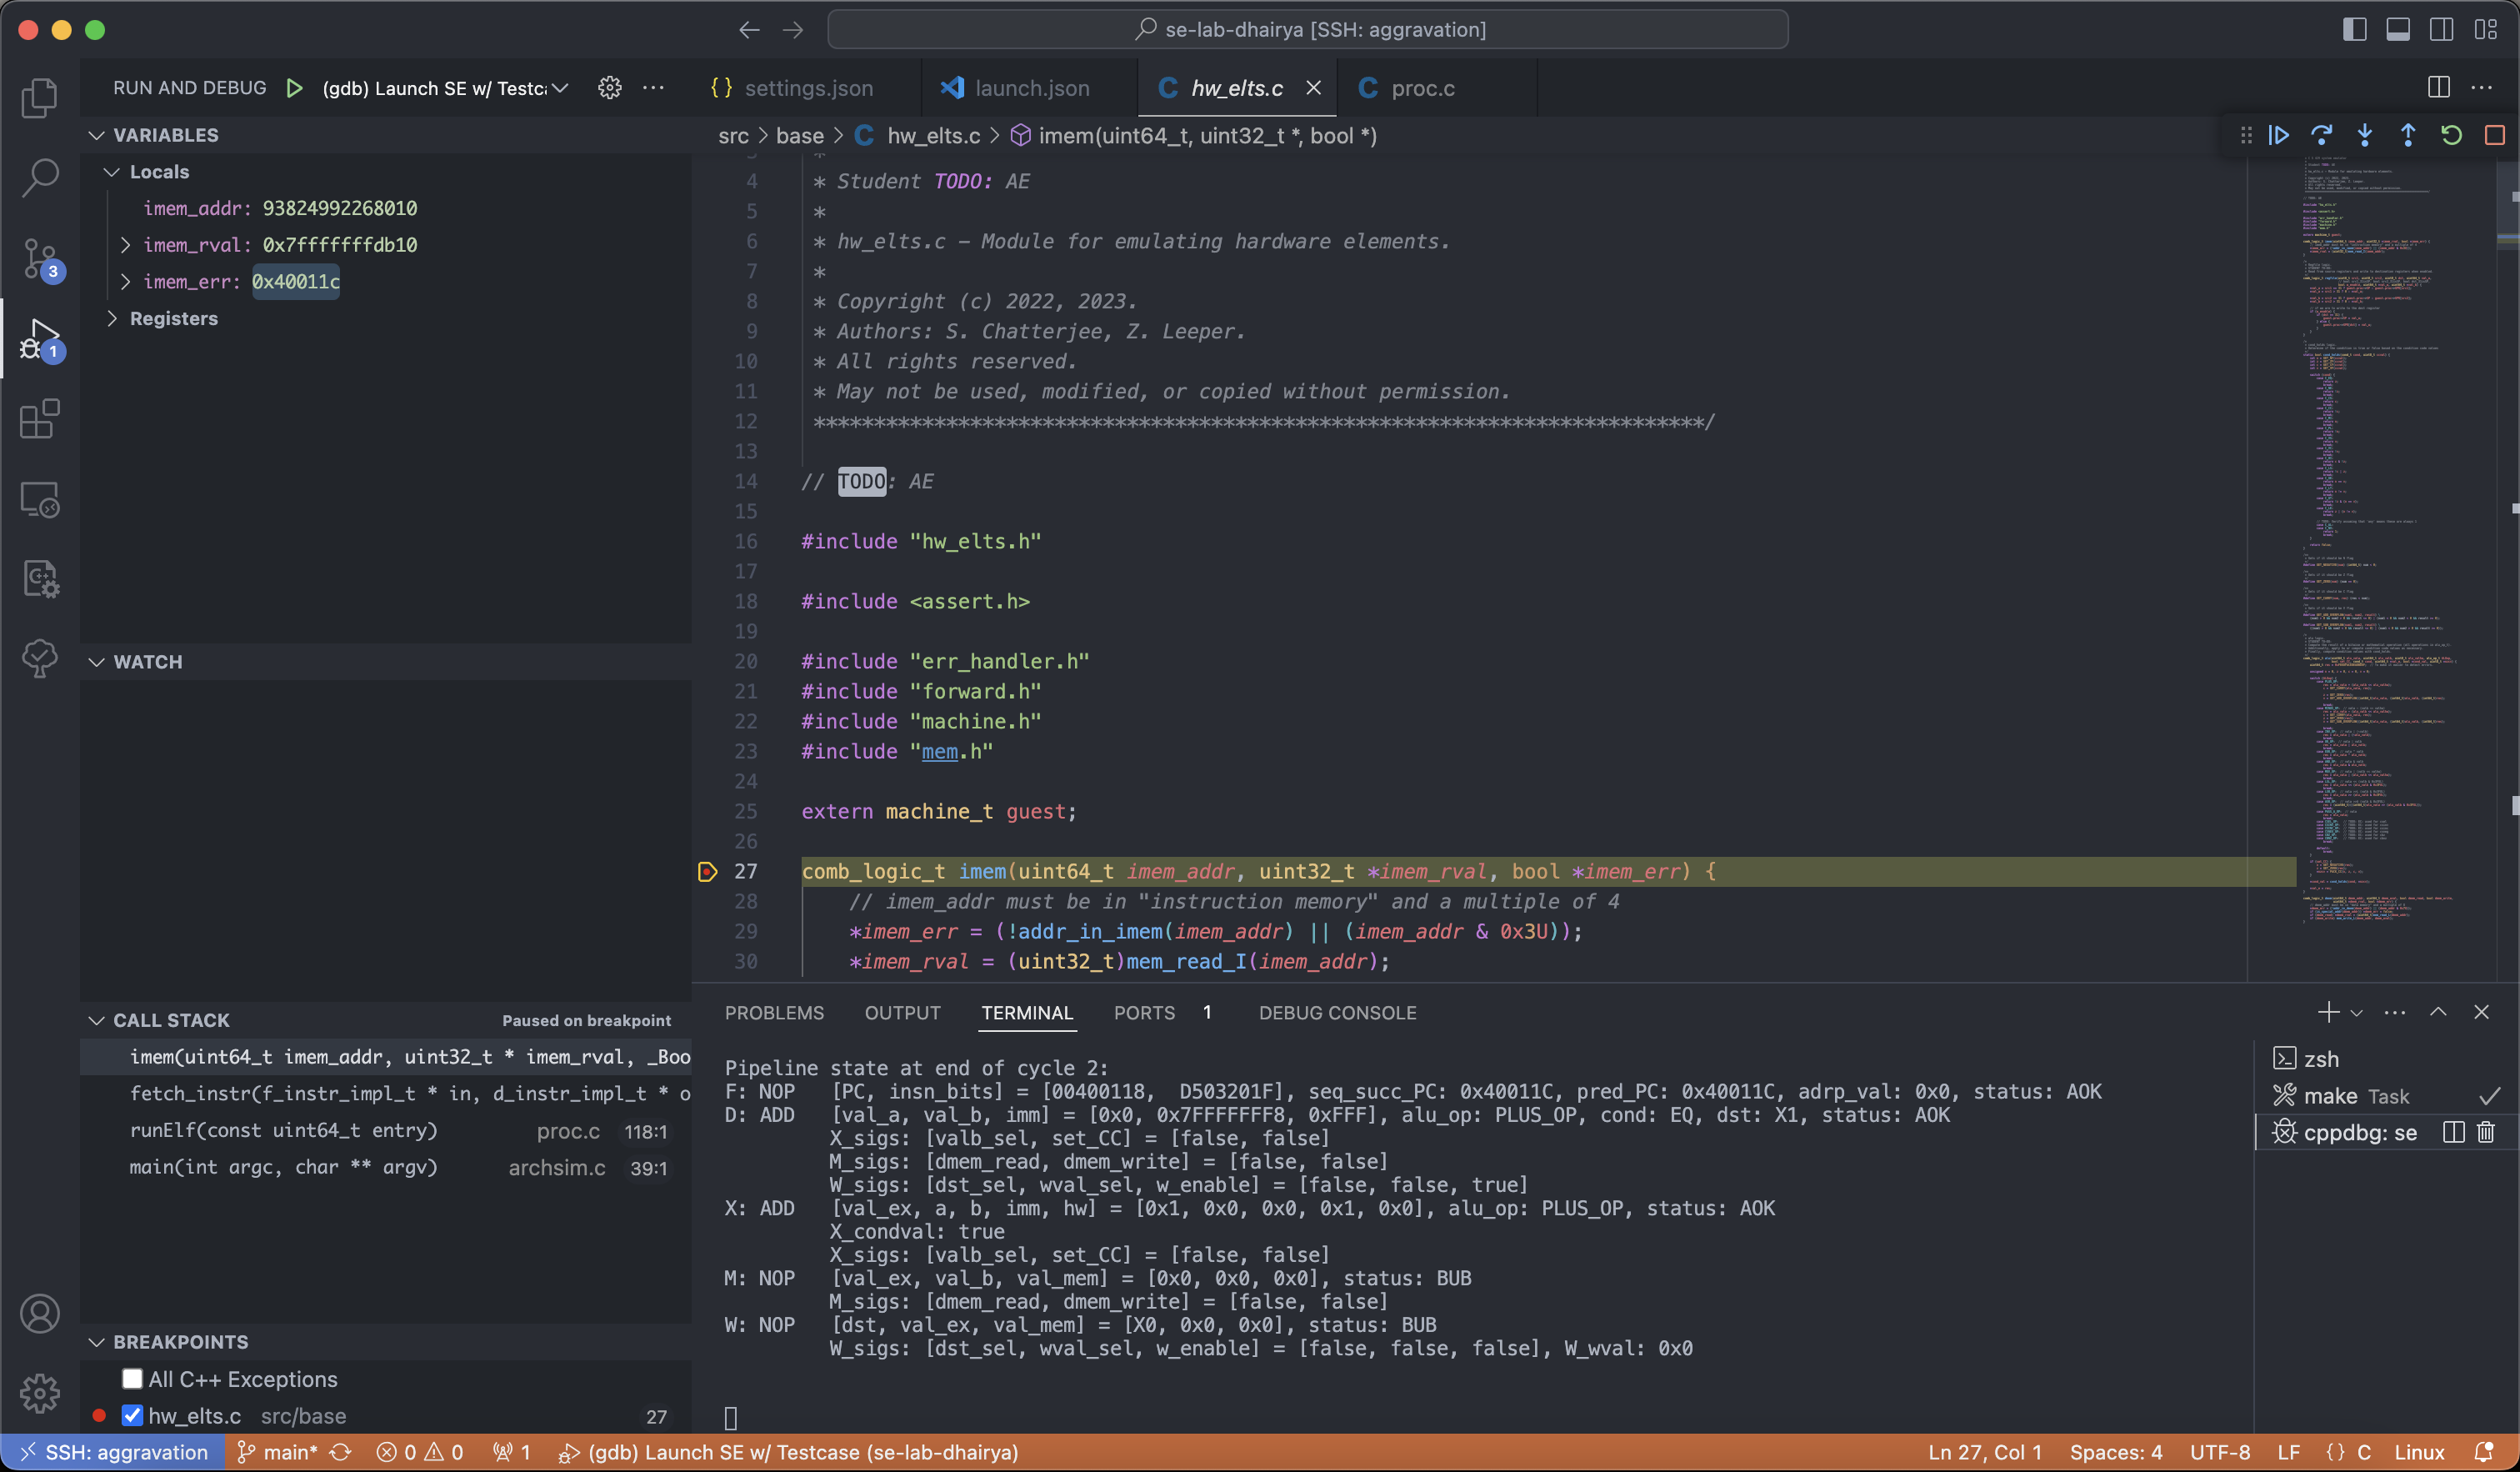 se-lab-dhairya [SSH: aggravation]
RUN AND DEBUG
(gdb) Launch SE w/ Testca
settings.json
launch.json
hw_elts.c
proc.c
VARIABLES
Locals
imem_addr: 93824992268010
imem_rval: 0x7fffffffdb10
imem_err: 0x40011c
Registers
WATCH
CALL STACK
Paused on breakpoint
imem(uint64_t imem_addr, uint32_t * imem_rval, _Boo
fetch_instr(f_instr_impl_t * in, d_instr_impl_t * o
runElf(const uint64_t entry) proc.c 118:1
main(int argc, char ** argv) archsim.c 39:1
BREAKPOINTS
All C++ Exceptions
hw_elts.c src/base 27
3
1
src > base > C hw_elts.c > imem(uint64_t, uint32_t *, bool *)
4 * Student TODO: AE
5 *
6 * hw_elts.c - Module for emulating hardware elements.
7 *
8 * Copyright (c) 2022, 2023.
9 * Authors: S. Chatterjee, Z. Leeper.
10 * All rights reserved.
11 * May not be used, modified, or copied without permission.
12 **************************************************************************/
13
14 // TODO: AE
15
16 #include "hw_elts.h"
17
18 #include <assert.h>
19
20 #include "err_handler.h"
21 #include "forward.h"
22 #include "machine.h"
23 #include "mem.h"
24
25 extern machine_t guest;
26
27 comb_logic_t imem(uint64_t imem_addr, uint32_t *imem_rval, bool *imem_err) {
28 // imem_addr must be in "instruction memory" and a multiple of 4
29 *imem_err = (!addr_in_imem(imem_addr) || (imem_addr & 0x3U));
30 *imem_rval = (uint32_t)mem_read_I(imem_addr);
PROBLEMS OUTPUT TERMINAL PORTS 1 DEBUG CONSOLE
Pipeline state at end of cycle 2:
F: NOP [PC, insn_bits] = [00400118, D503201F], seq_succ_PC: 0x40011C, pred_PC: 0x40011C, adrp_val: 0x0, status: AOK
D: ADD [val_a, val_b, imm] = [0x0, 0x7FFFFFFF8, 0xFFF], alu_op: PLUS_OP, cond: EQ, dst: X1, status: AOK
X_sigs: [valb_sel, set_CC] = [false, false]
M_sigs: [dmem_read, dmem_write] = [false, false]
W_sigs: [dst_sel, wval_sel, w_enable] = [false, false, true]
X: ADD [val_ex, a, b, imm, hw] = [0x1, 0x0, 0x0, 0x1, 0x0], alu_op: PLUS_OP, status: AOK
X_condval: true
X_sigs: [valb_sel, set_CC] = [false, false]
M: NOP [val_ex, val_b, val_mem] = [0x0, 0x0, 0x0], status: BUB
M_sigs: [dmem_read, dmem_write] = [false, false]
W: NOP [dst, val_ex, val_mem] = [X0, 0x0, 0x0], status: BUB
W_sigs: [dst_sel, wval_sel, w_enable] = [false, false, false], W_wval: 0x0
zsh
make Task
cppdbg: se
SSH: aggravation main* 0 0 1 (gdb) Launch SE w/ Testcase (se-lab-dhairya) Ln 27, Col 1 Spaces: 4 UTF-8 LF {} C Linux